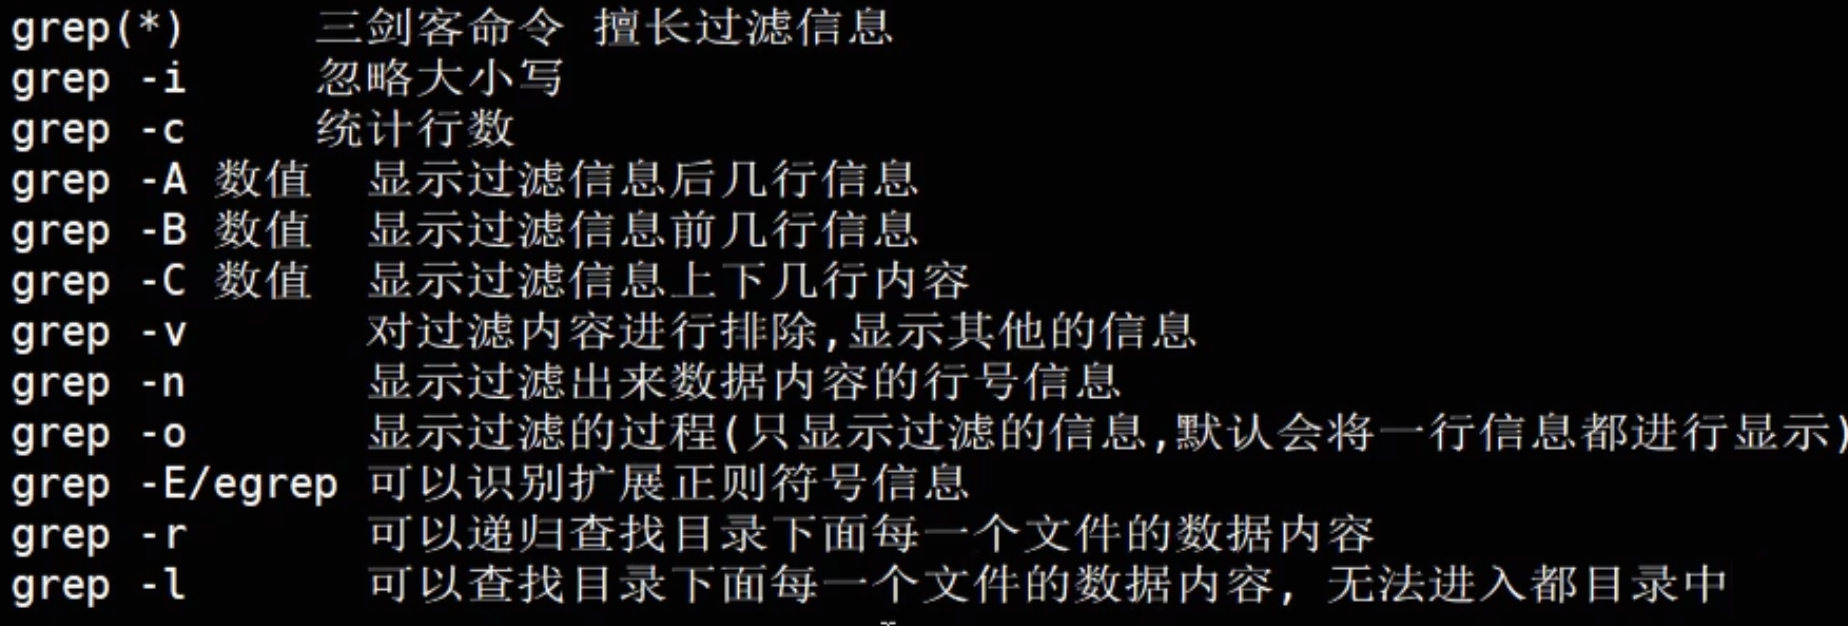 grep(*) 三剑客命令 擅长过滤信息
grep -i 忽略大小写
grep -c 统计行数
grep -A 数值 显示过滤信息后几行信息
grep -B 数值 显示过滤信息前几行信息
grep -C 数值 显示过滤信息上下几行内容
grep -v 对过滤内容进行排除,显示其他的信息
grep -n 显示过滤出来数据内容的行号信息
grep -o 显示过滤的过程(只显示过滤的信息,默认会将一行信息都进行显示)
grep -E/egrep 可以识别扩展正则符号信息
grep -r 可以递归查找目录下面每一个文件的数据内容
grep -l 可以查找目录下面每一个文件的数据内容, 无法进入都目录中